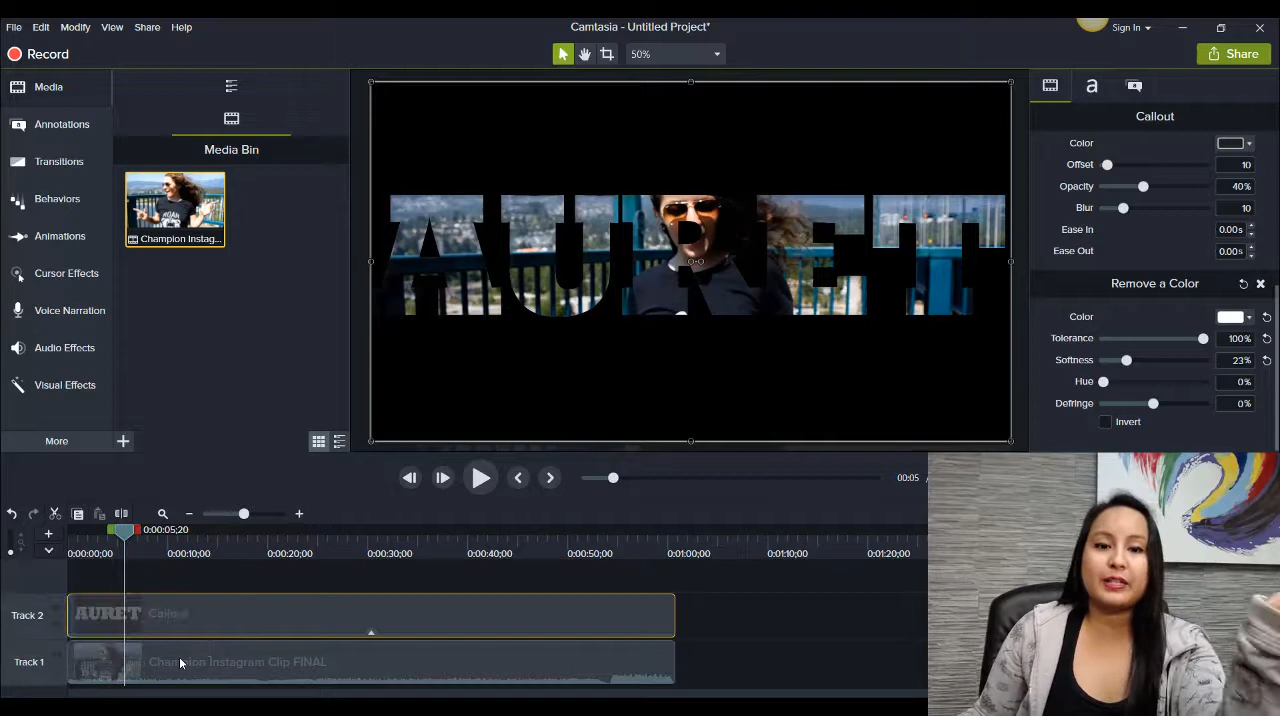 File Edit Modify View Share Help
Camtasia - Untitled Project*
Sign In
Record
50%
Share
Media
Annotations
Transitions
Behaviors
Animations
Cursor Effects
Voice Narration
Audio Effects
Visual Effects
More
Media Bin
Champion Instag...
AURET
a
Callout
Color
Offset 10
Opacity 40%
Blur 10
Ease In 0.00s
Ease Out 0.00s
Remove a Color
Color
Tolerance 100%
Softness 23%
Hue 0%
Defringe 0%
Invert
00:05
0:00:05;20
0:00:00;00 0:00:10;00 0:00:20;00 0:00:30;00 0:00:40;00 0:00:50;00 0:01:00;00 0:01:10;00 0:01:20;00
Track 2
AURET Callout
Track 1
Champion Instagram Clip FINAL